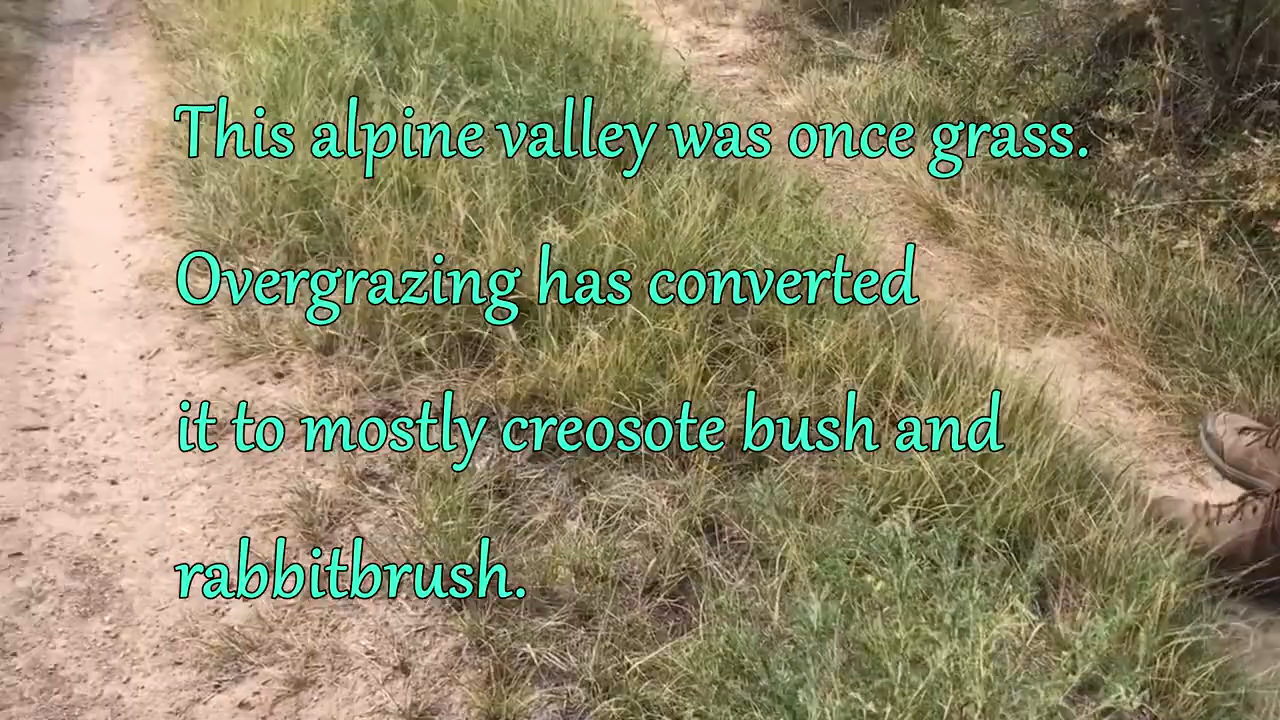 This alpine valley was once grass.
Overgrazing has converted
it to mostly creosote bush and
rabbitbrush.